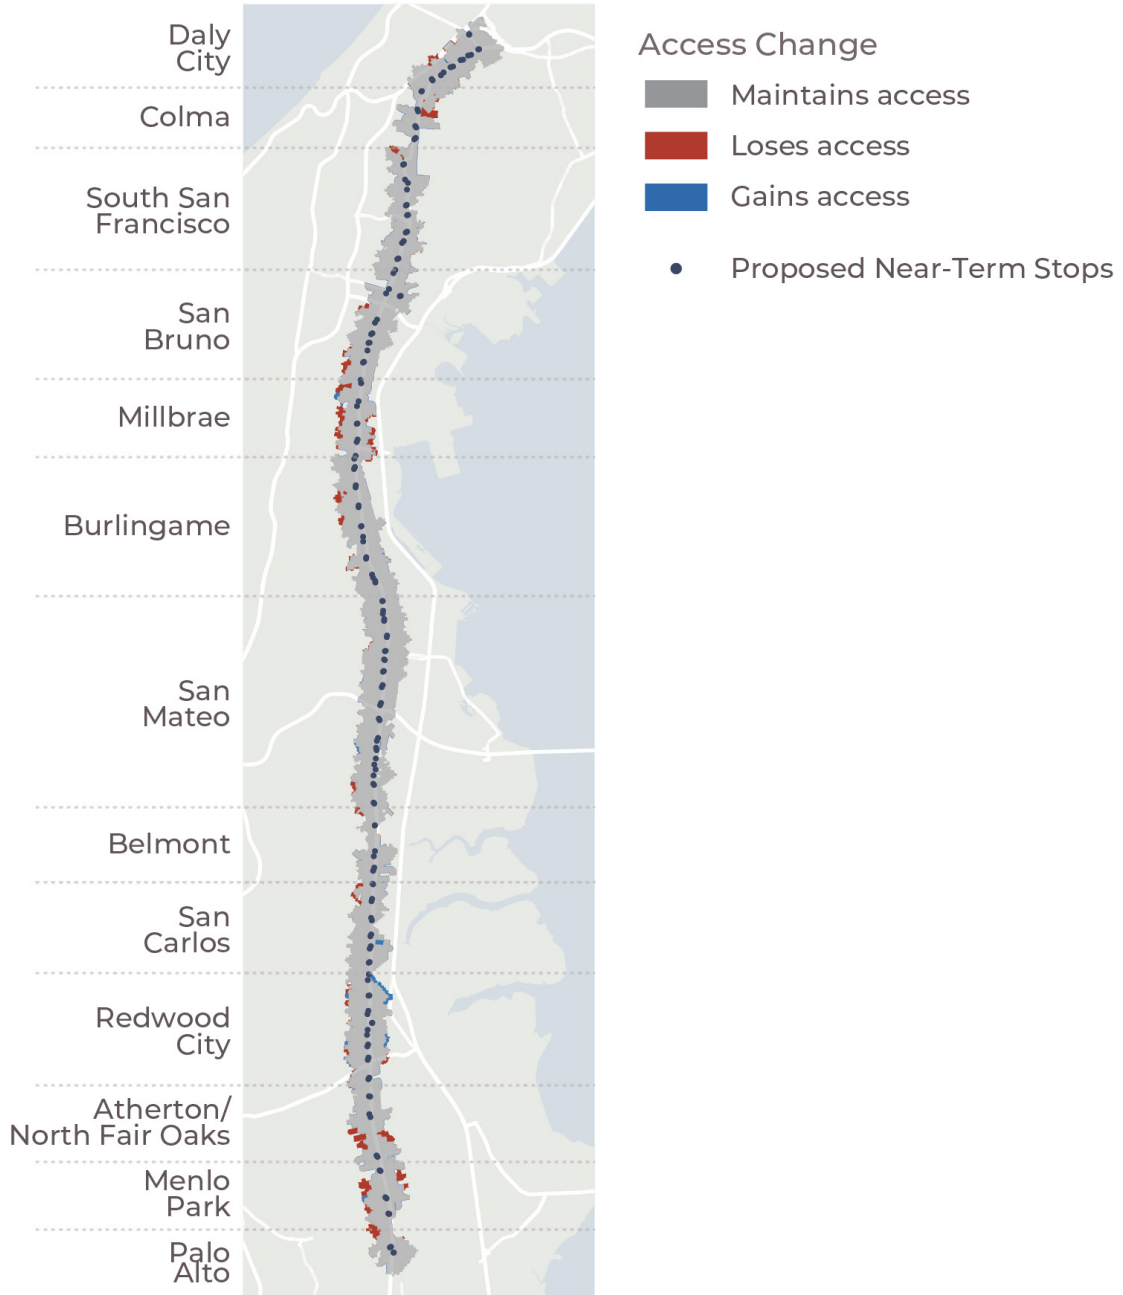 Daly
City
Colma
South San
Francisco
San
Bruno
Millbrae
Burlingame
San
Mateo
Belmont
San
Carlos
Redwood
City
Atherton/
North Fair Oaks
Menlo
Park
Palo
Alto
Access Change
Maintains access
Loses access
Gains access
Proposed Near-Term Stops